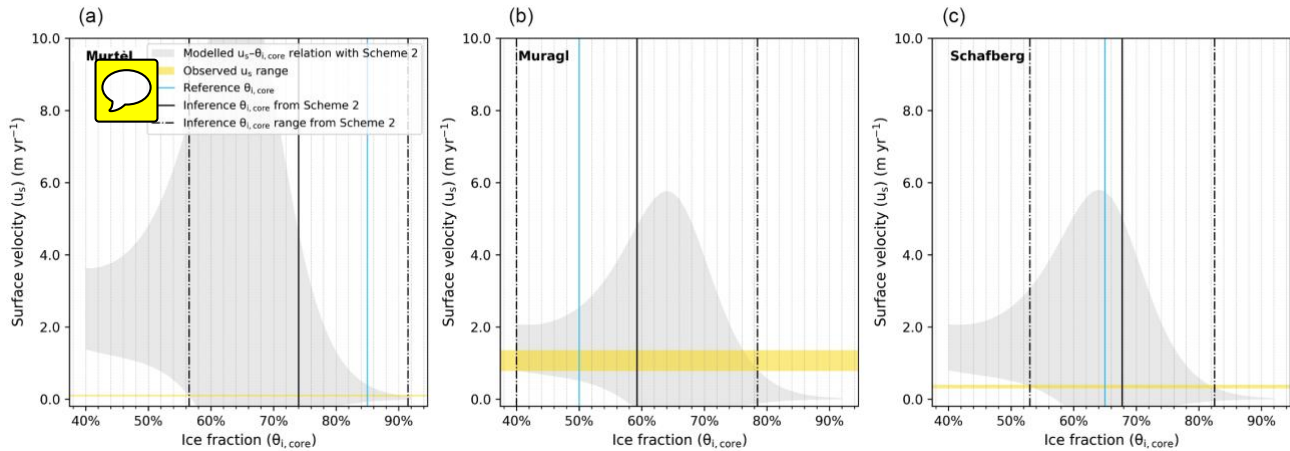 (a)
Murtèl
Modelled uₛ–θᵢ,core relation with Scheme 2
Observed uₛ range
Reference θᵢ,core
Inference θᵢ,core from Scheme 2
Inference θᵢ,core range from Scheme 2
10.0
8.0
6.0
4.0
2.0
0.0
Surface velocity (uₛ) (m yr⁻¹)
40% 50% 60% 70% 80% 90%
Ice fraction (θᵢ,core)
(b)
Muragl
10.0
8.0
6.0
4.0
2.0
0.0
Surface velocity (uₛ) (m yr⁻¹)
40% 50% 60% 70% 80% 90%
Ice fraction (θᵢ,core)
(c)
Schafberg
10.0
8.0
6.0
4.0
2.0
0.0
Surface velocity (uₛ) (m yr⁻¹)
40% 50% 60% 70% 80% 90%
Ice fraction (θᵢ,core)